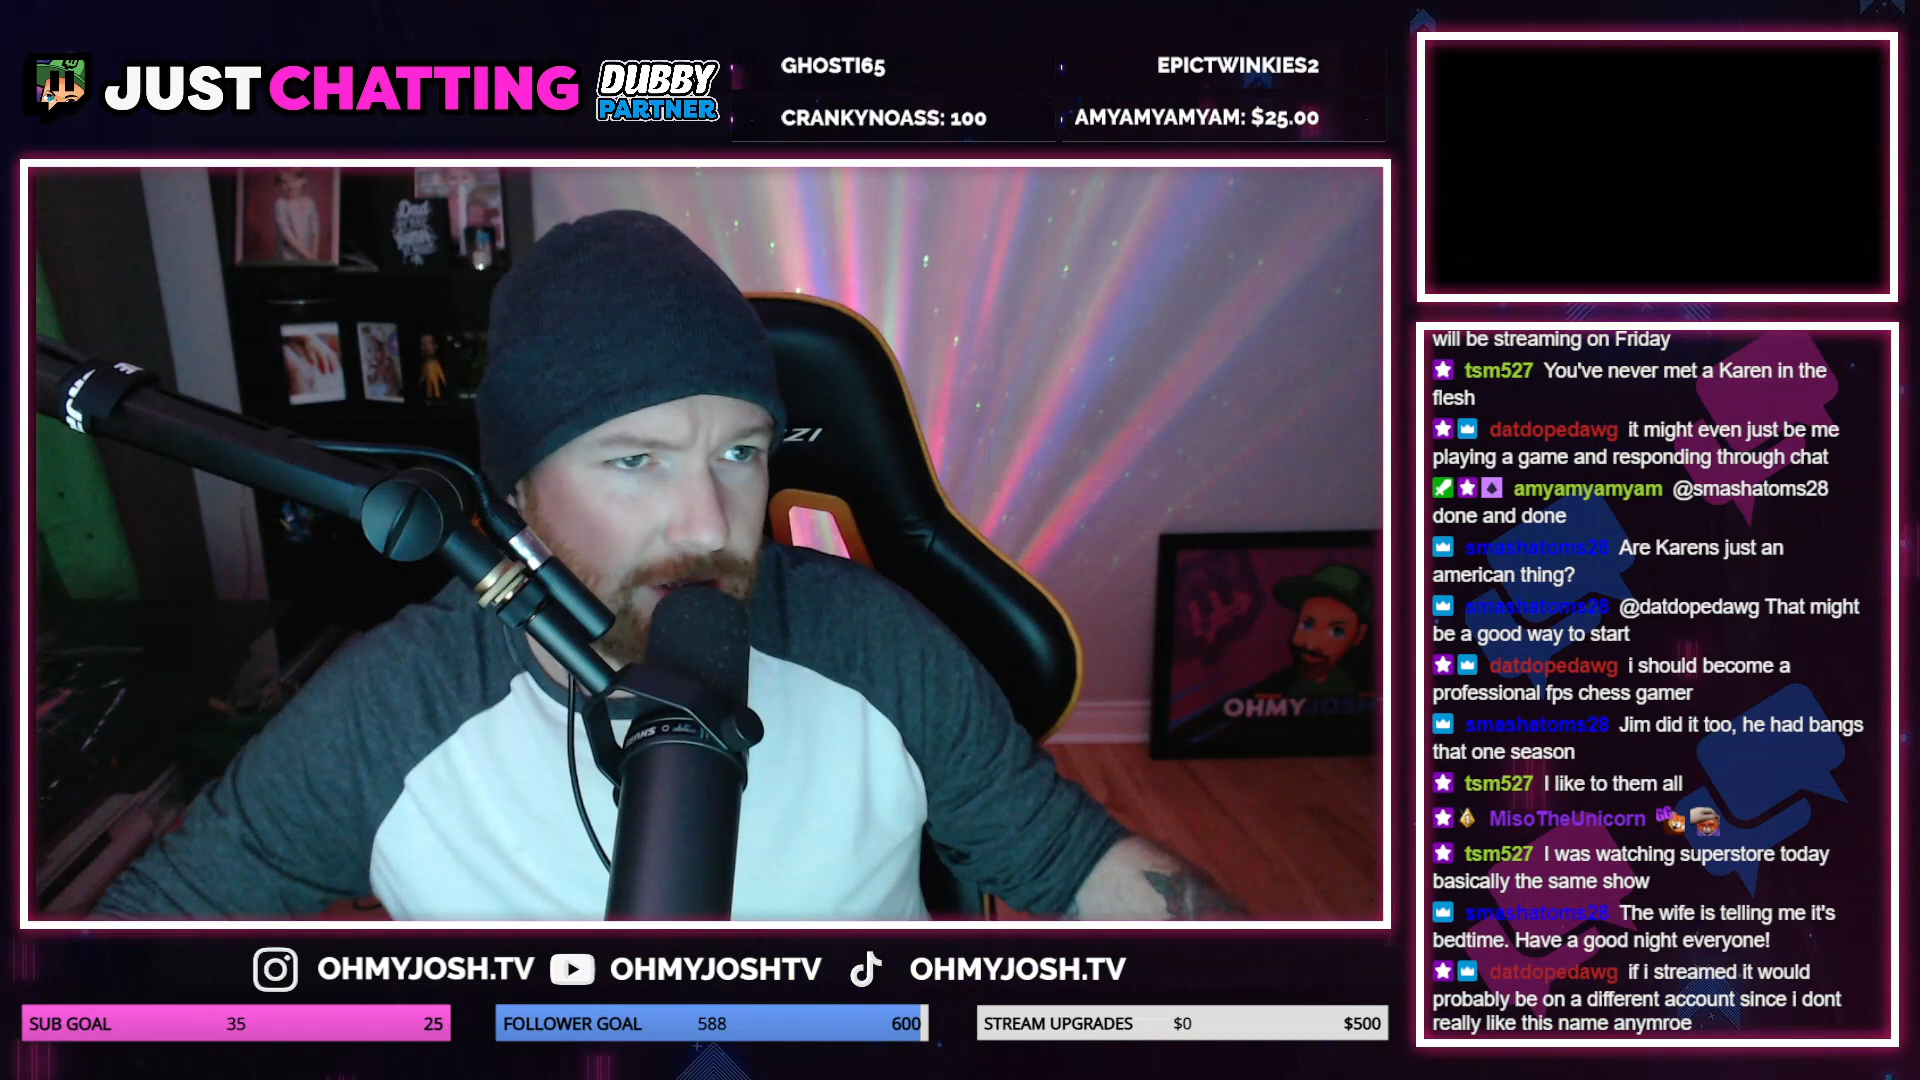 JUST CHATTING
DUBBY
PARTNER
GHOSTI65
EPICTWINKIES2
CRANKYNOASS: 100
AMYAMYAMYAM: $25.00
ZZI
OHMYJOSH
will be streaming on Friday
tsm527 You've never met a Karen in the
flesh
datdopedawg it might even just be me
playing a game and responding through chat
amyamyamyam @smashatoms28
done and done
smashatoms28 Are Karens just an
american thing?
smashatoms28 @datdopedawg That might
be a good way to start
datdopedawg i should become a
professional fps chess gamer
smashatoms28 Jim did it too, he had bangs
that one season
tsm527 I like to them all
MisoTheUnicorn GG
tsm527 I was watching superstore today
basically the same show
smashatoms28 The wife is telling me it's
bedtime. Have a good night everyone!
datdopedawg if i streamed it would
probably be on a different account since i dont
really like this name anymroe
OHMYJOSH.TV OHMYJOSHTV OHMYJOSH.TV
SUB GOAL 35 25
FOLLOWER GOAL 588 600
STREAM UPGRADES $0 $500